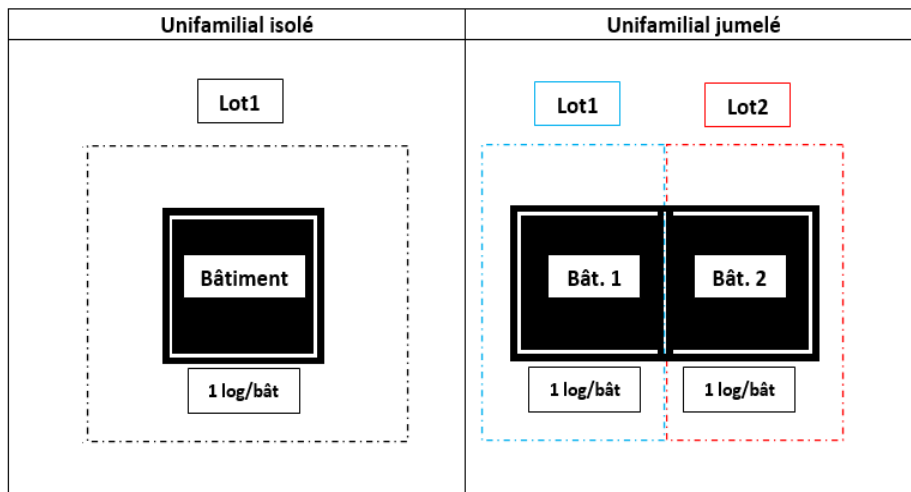 Unifamilial isolé
Unifamilial jumelé
Lot1
Lot1
Lot2
Bâtiment
Bât. 1
Bât. 2
1 log/bât
1 log/bât
1 log/bât